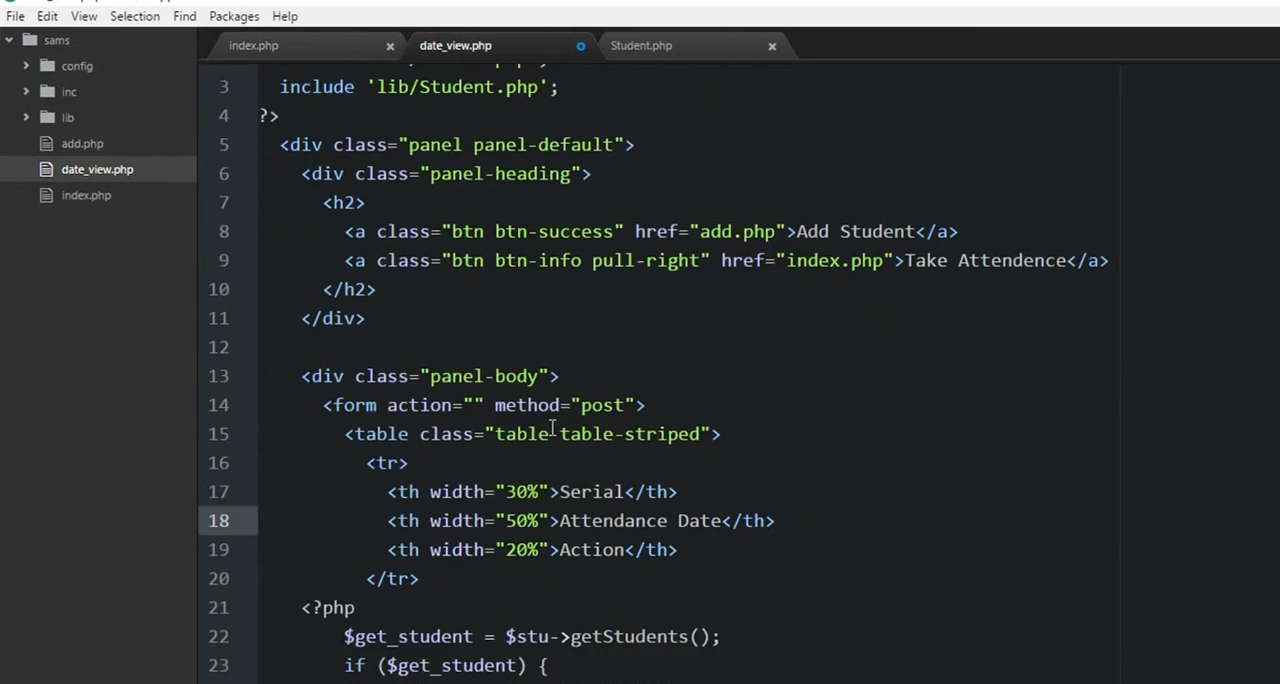 File Edit View Selection Find Packages Help
sams
config
inc
lib
add.php
date_view.php
index.php
index.php
date_view.php
Student.php
3 include 'lib/Student.php';
4 ?>
5 <div class="panel panel-default">
6 <div class="panel-heading">
7 <h2>
8 <a class="btn btn-success" href="add.php">Add Student</a>
9 <a class="btn btn-info pull-right" href="index.php">Take Attendence</a>
10 </h2>
11 </div>
12
13 <div class="panel-body">
14 <form action="" method="post">
15 <table class="table table-striped">
16 <tr>
17 <th width="30%">Serial</th>
18 <th width="50%">Attendance Date</th>
19 <th width="20%">Action</th>
20 </tr>
21 <?php
22 $get_student = $stu->getStudents();
23 if ($get_student) {